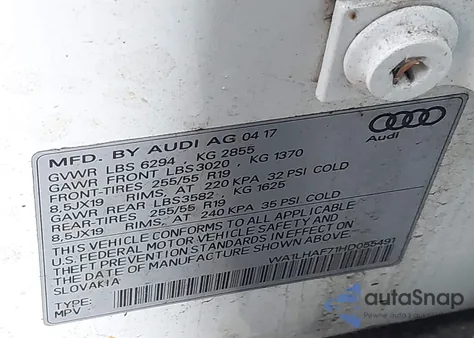 MFD. BY AUDI AG 04 17
GVWR LBS 6294 , KG 2855
GAWR FRONT LBS3020 , KG 1370
FRONT-TIRES 255/55 R19
8,5JX19 RIMS, AT 220 KPA 32 PSI COLD
GAWR REAR LBS3582 , KG 1625
REAR-TIRES 255/55 R19
8,5JX19 RIMS, AT 240 KPA 35 PSI COLD
THIS VEHICLE CONFORMS TO ALL APPLICABLE
U.S. FEDERAL MOTOR VEHICLE SAFETY AND
THEFT PREVENTION STANDARDS IN EFFECT ON
THE DATE OF MANUFACTURE SHOWN ABOVE
SLOVAKIA
WA1LHAF71HD055491
TYPE:
MPV
Audi
autoSnap